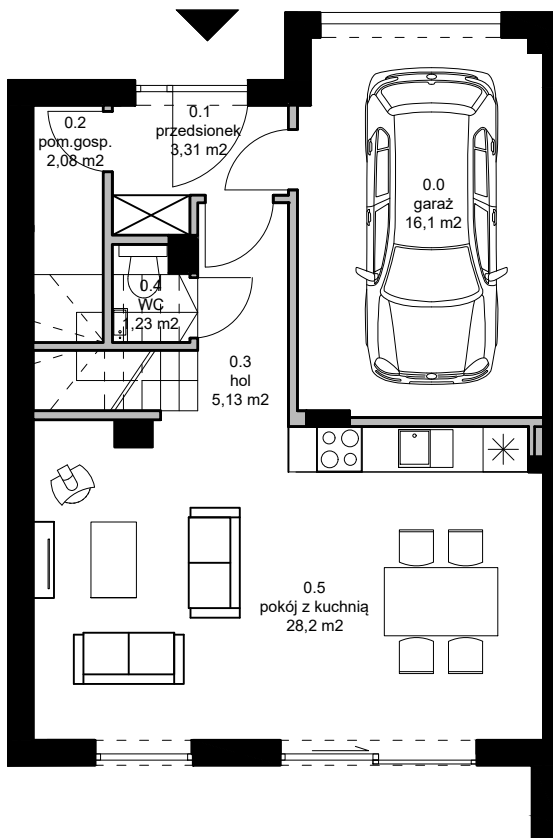 0.1
przedsionek
3,31 m2
0.2
pom.gosp.
2,08 m2
0.0
garaż
16,1 m2
0.4
WC
,23 m2
0.3
hol
5,13 m2
0.5
pokój z kuchnią
28,2 m2